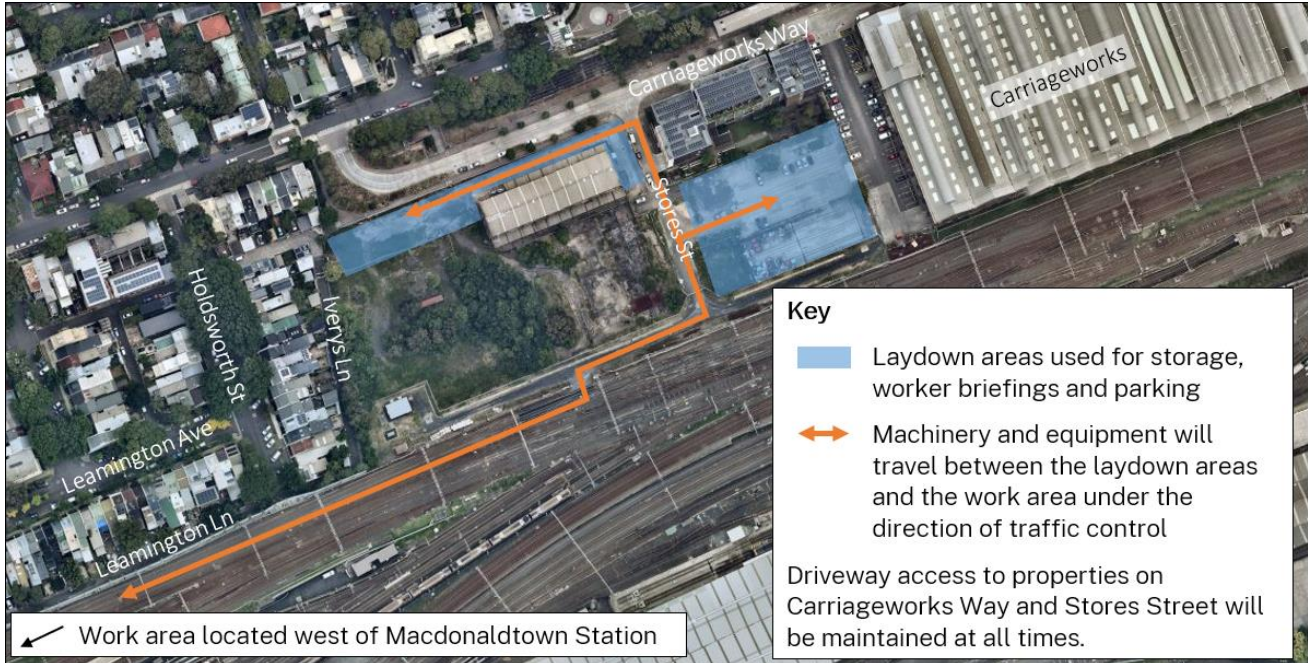 Carriageworks Way
Carriageworks
Stores St
Holdsworth St
Iverys Ln
Leamington Ave
Leamington Ln
Key
Laydown areas used for storage,
worker briefings and parking
Machinery and equipment will
travel between the laydown areas
and the work area under the
direction of traffic control
Driveway access to properties on
Carriageworks Way and Stores Street will
be maintained at all times.
Work area located west of Macdonaldtown Station